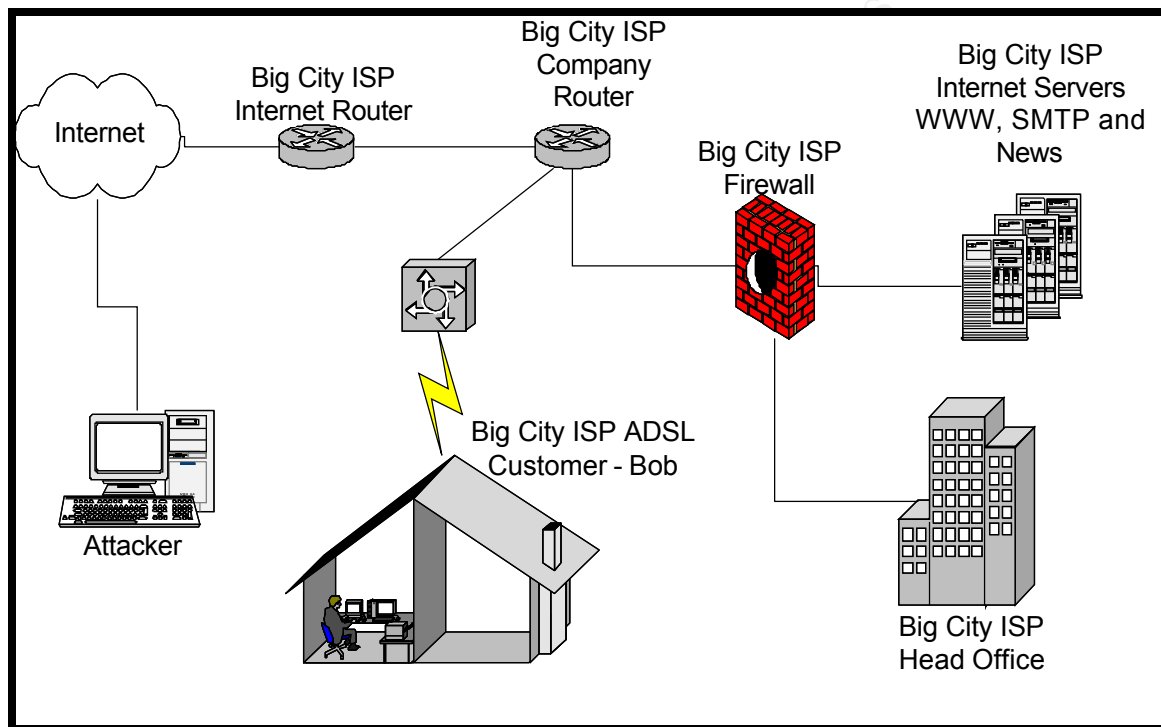 Big City ISP
Company
Router
Big City ISP
Internet Servers
WWW, SMTP and
News
Big City ISP
Internet Router
Internet
Big City ISP
Firewall
Big City ISP ADSL
Customer - Bob
Attacker
Big City ISP
Head Office